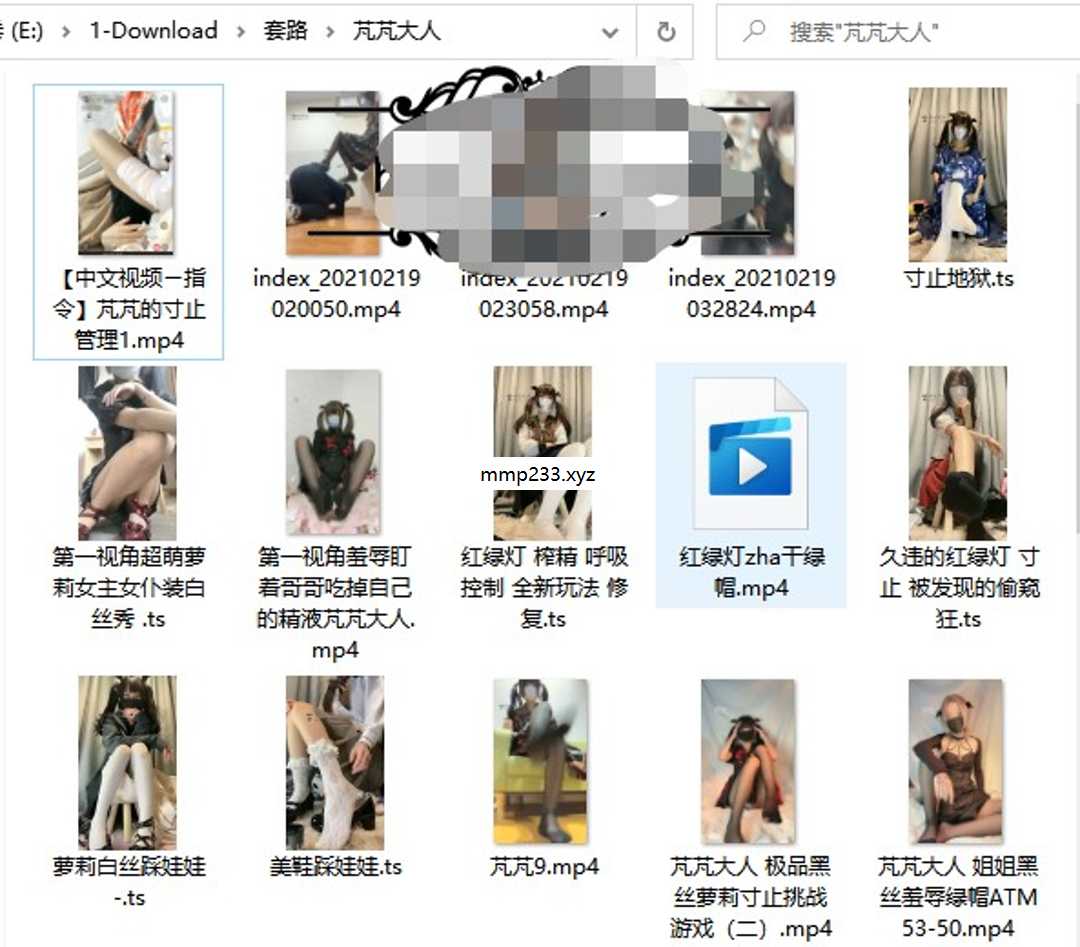 (E:) › 1-Download › 套路 › 芃芃大人
搜索"芃芃大人"
【中文视频－指
令】芃芃的寸止
管理1.mp4
index_20210219
020050.mp4
index_20210219
023058.mp4
index_20210219
032824.mp4
寸止地狱.ts
第一视角超萌萝
莉女主女仆装白
丝秀 .ts
第一视角羞辱盯
着哥哥吃掉自己
的精液芃芃大人.
mp4
mmp233.xyz
红绿灯 榨精 呼吸
控制 全新玩法 修
复.ts
红绿灯zha干绿
帽.mp4
久违的红绿灯 寸
止 被发现的偷窥
狂.ts
萝莉白丝踩娃娃
-.ts
美鞋踩娃娃.ts
芃芃9.mp4
芃芃大人 极品黑
丝萝莉寸止挑战
游戏（二）.mp4
芃芃大人 姐姐黑
丝羞辱绿帽ATM
53-50.mp4